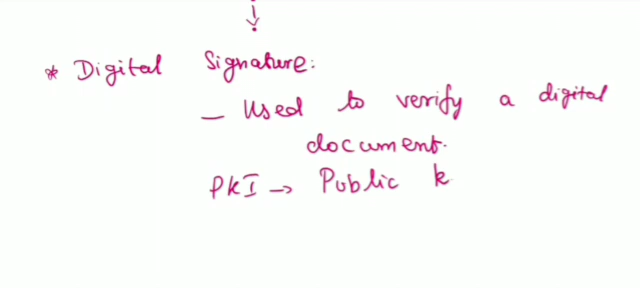 * Digital Signature:
- Used to verify a digital
document.
PKI → Public k